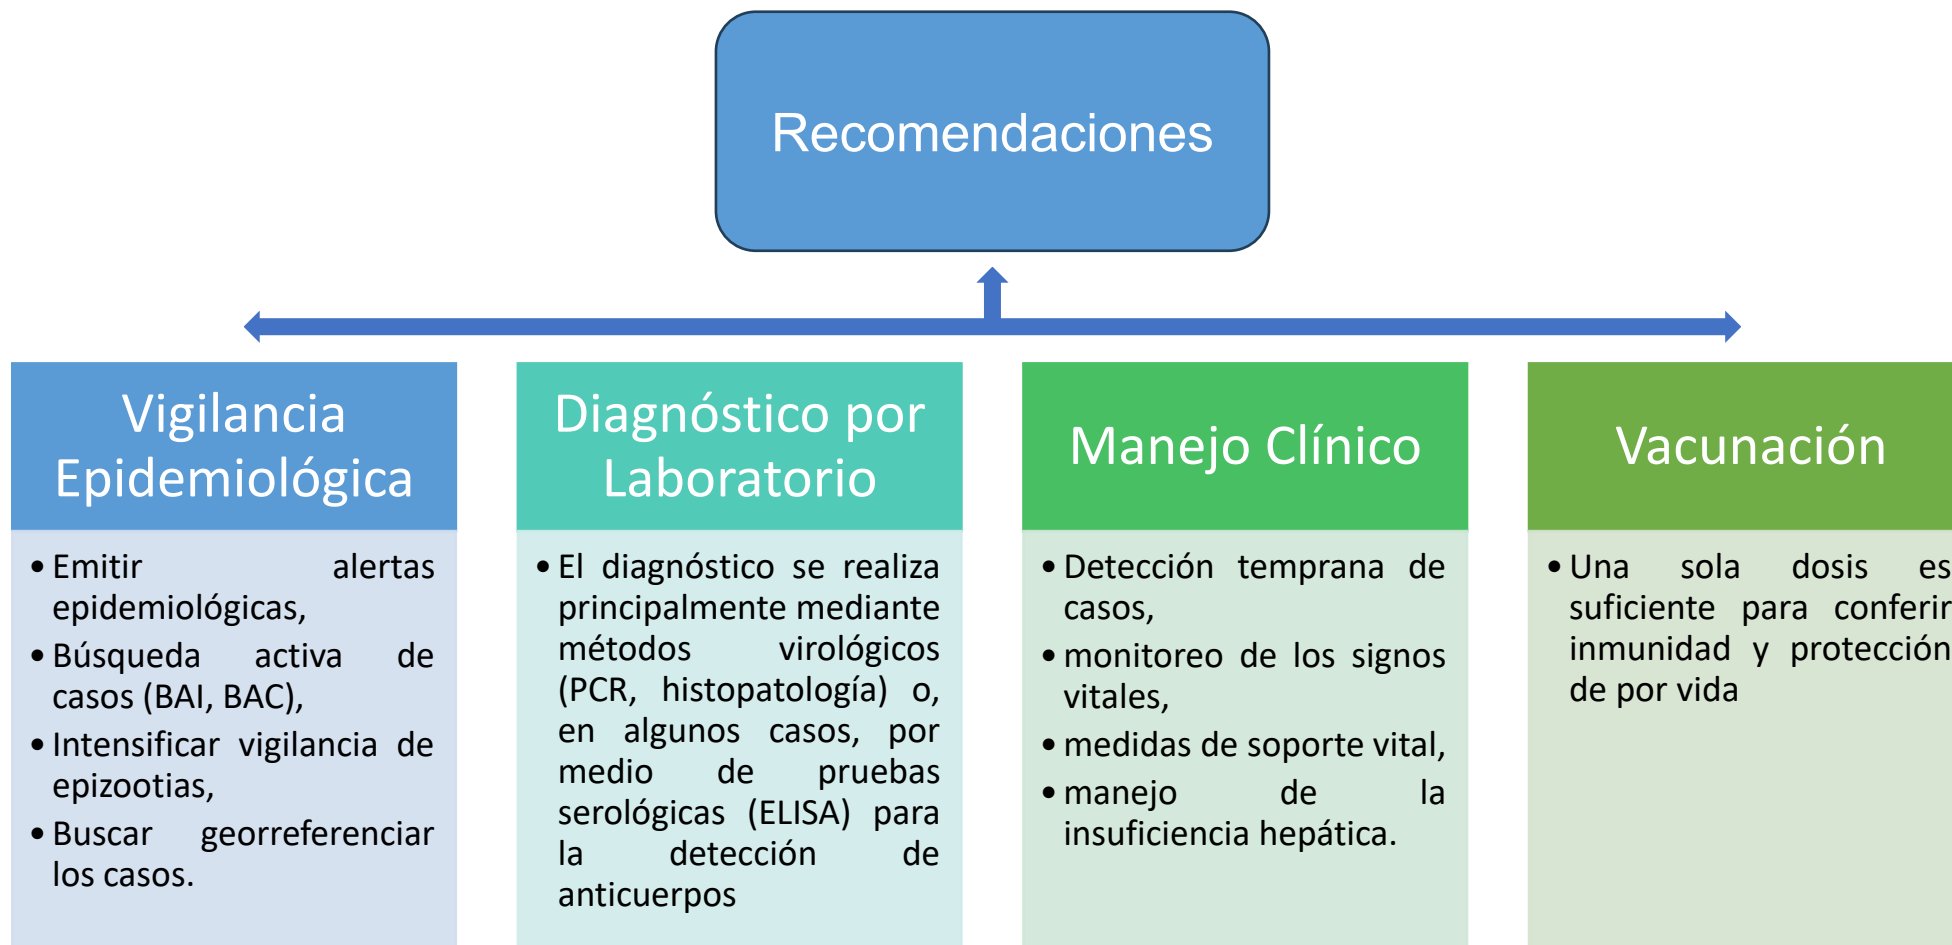 Recomendaciones
Vigilancia
Epidemiológica
• Emitir alertas
epidemiológicas,
• Búsqueda activa de
casos (BAI, BAC),
• Intensificar vigilancia de
epizootias,
• Buscar georreferenciar
los casos.
Diagnóstico por
Laboratorio
• El diagnóstico se realiza
principalmente mediante
métodos virológicos
(PCR, histopatología) o,
en algunos casos, por
medio de pruebas
serológicas (ELISA) para
la detección de
anticuerpos
Manejo Clínico
• Detección temprana de
casos,
• monitoreo de los signos
vitales,
• medidas de soporte vital,
• manejo de la
insuficiencia hepática.
Vacunación
• Una sola dosis es
suficiente para conferir
inmunidad y protección
de por vida